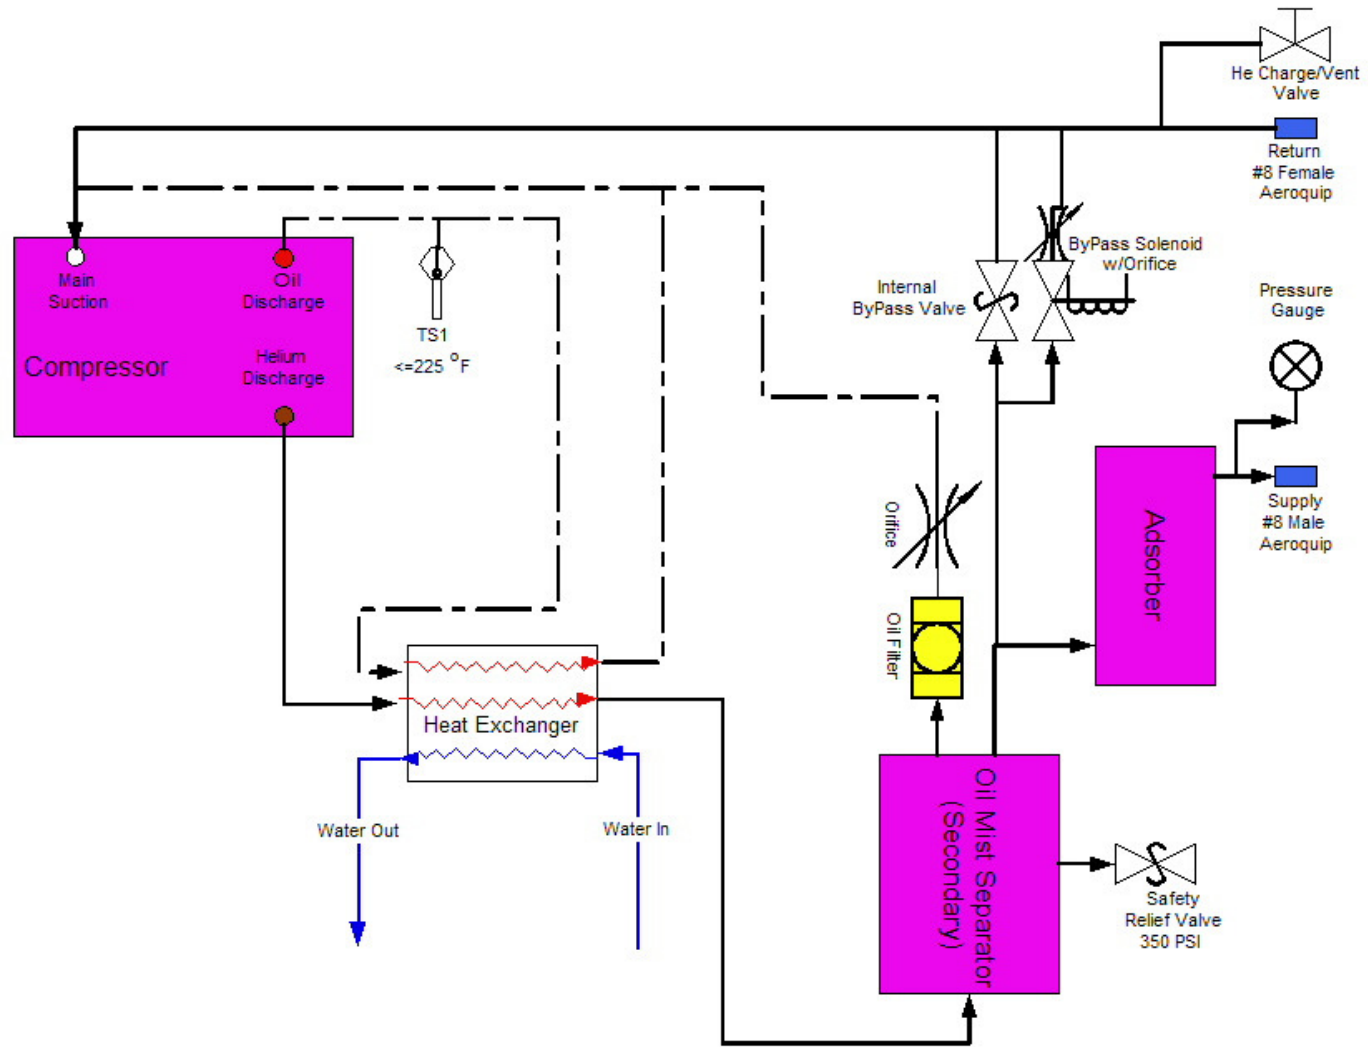 He Charge/Vent
Valve
Return
#8 Female
Aeroquip
Main
Suction
Oil
Discharge
Compressor
Helium
Discharge
TS1
<=225 °F
Internal
ByPass Valve
ByPass Solenoid
w/Orifice
Pressure
Gauge
Supply
#8 Male
Aeroquip
Adsorber
Orifice
Oil Filter
Heat Exchanger
Water Out
Water In
Oil Mist Separator
(Secondary)
Safety
Relief Valve
350 PSI